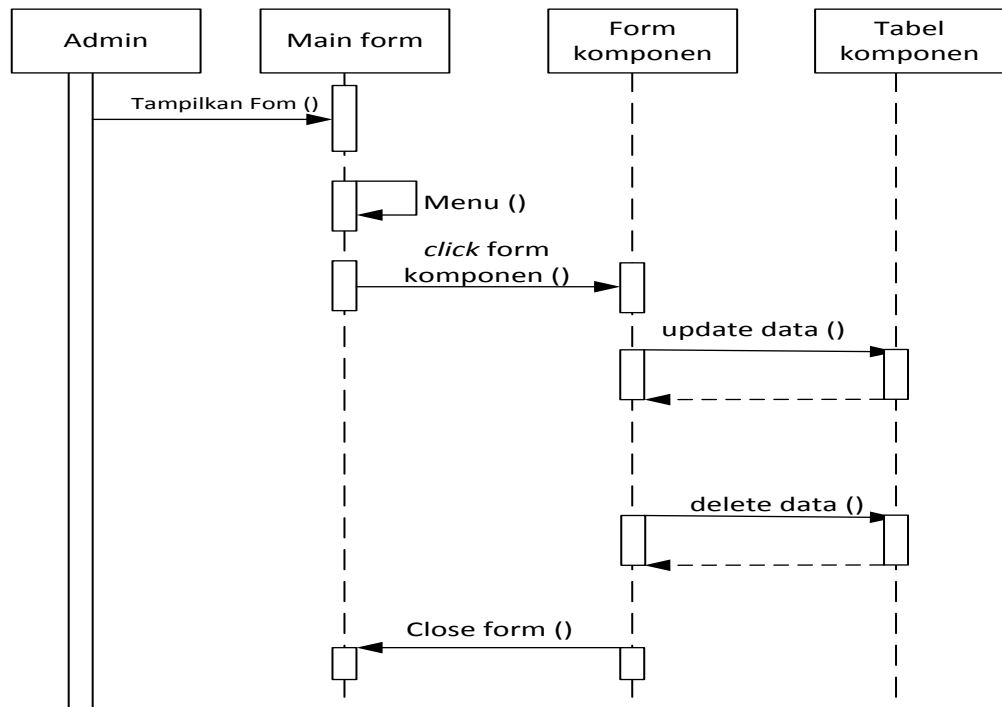 Admin
Main form
Form
komponen
Tabel
komponen
Tampilkan Fom ()
Menu ()
click form
komponen ()
update data ()
delete data ()
Close form ()